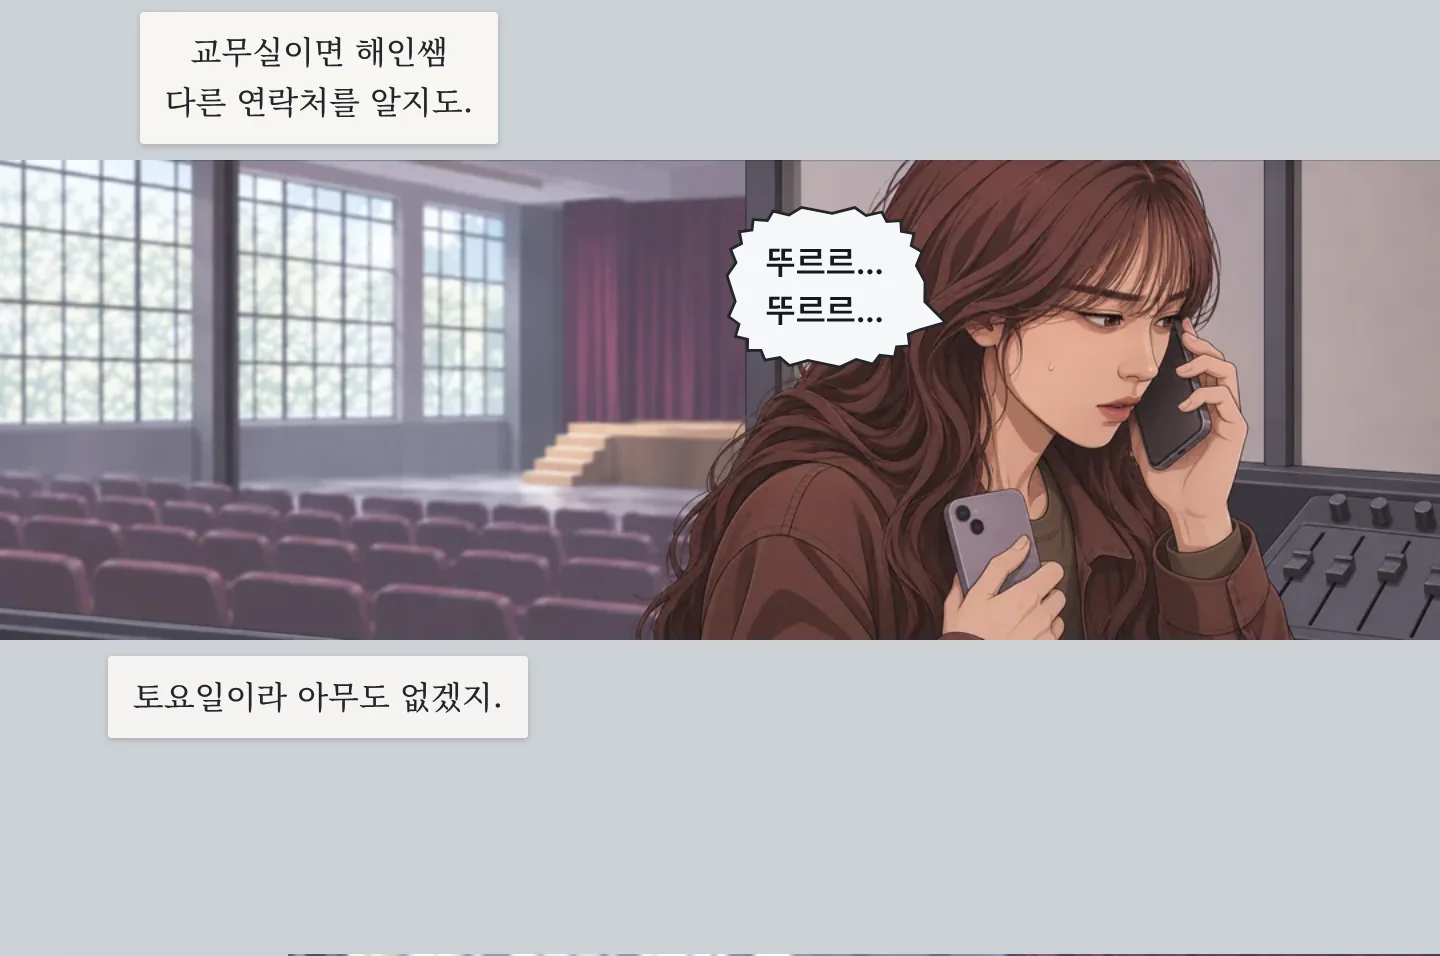 교무실이면 해인쌤
다른 연락처를 알지도.
뚜르르...
뚜르르...
토요일이라 아무도 없겠지.